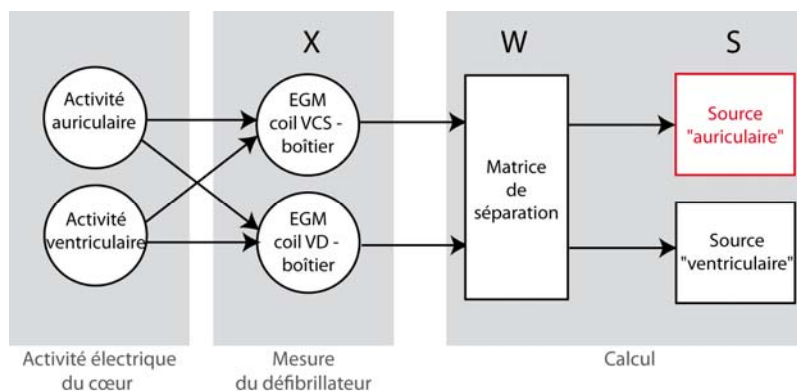 X
W
S
Activité
auriculaire
EGM
coil VCS -
boîtier
Source
"auriculaire"
Matrice
de
séparation
Activité
ventriculaire
EGM
coil VD -
boîtier
Source
"ventriculaire"
Activité électrique
du cœur
Mesure
du défibrillateur
Calcul